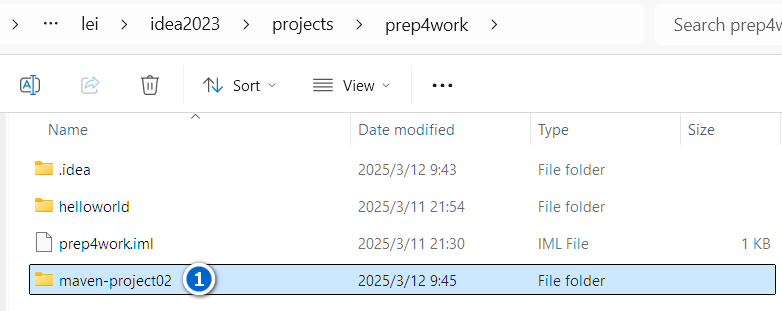 ... lei > idea2023 > projects > prep4work > Search prep4w
Sort View ...
Name Date modified Type Size
.idea 2025/3/12 9:43 File folder
helloworld 2025/3/11 21:54 File folder
prep4work.iml 2025/3/11 21:30 IML File 1 KB
maven-project02 1 2025/3/12 9:45 File folder